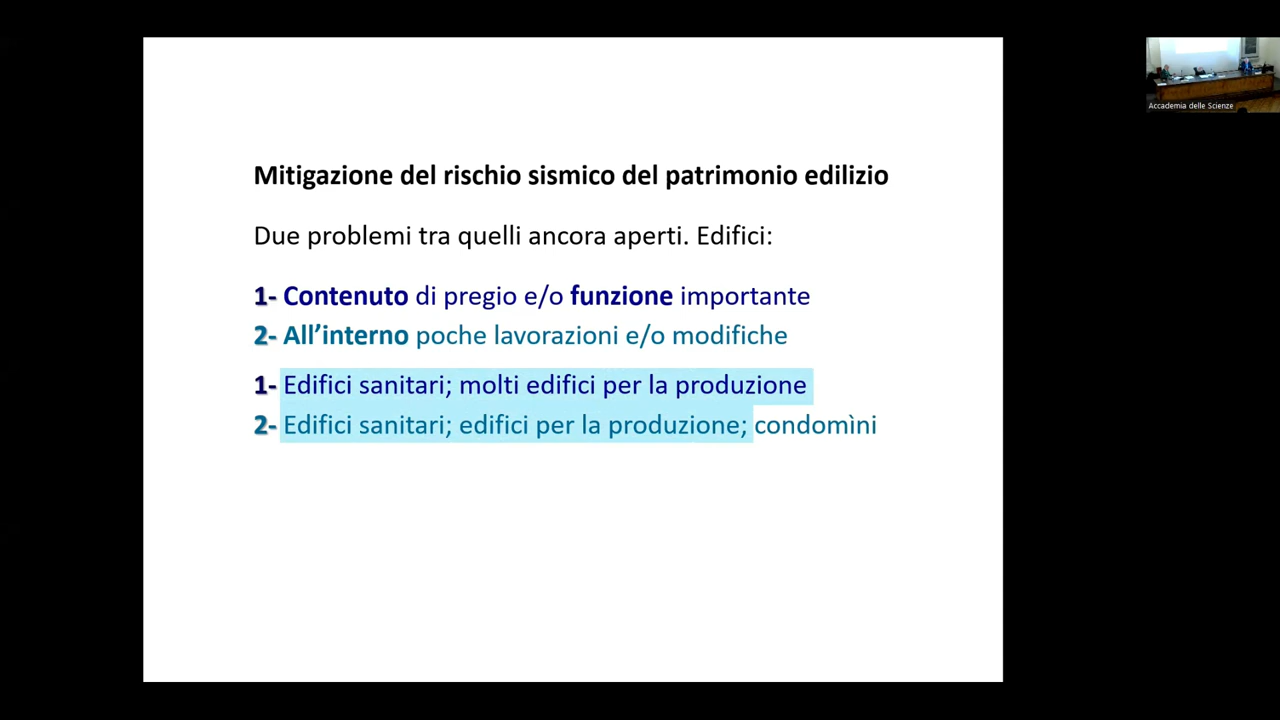 Mitigazione del rischio sismico del patrimonio edilizio
Due problemi tra quelli ancora aperti. Edifici:
1- Contenuto di pregio e/o funzione importante
2- All’interno poche lavorazioni e/o modifiche
1- Edifici sanitari; molti edifici per la produzione
2- Edifici sanitari; edifici per la produzione; condomìni
Accademia delle Scienze